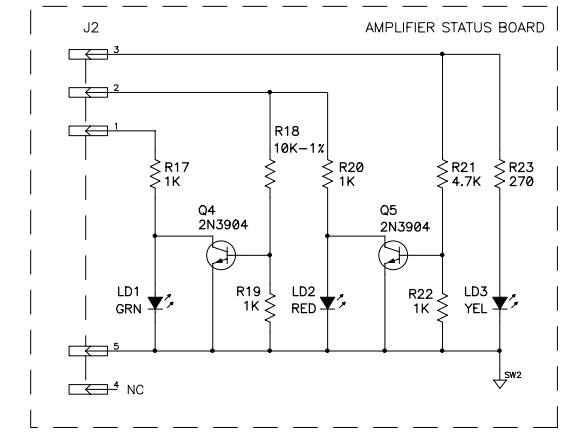 J2
AMPLIFIER STATUS BOARD
3
2
1
R18
10K-1%
R17
1K
R20
1K
R21
4.7K
R23
270
Q4
2N3904
Q5
2N3904
LD1
GRN
R19
1K
LD2
RED
R22
1K
LD3
YEL
5
SW2
4
NC